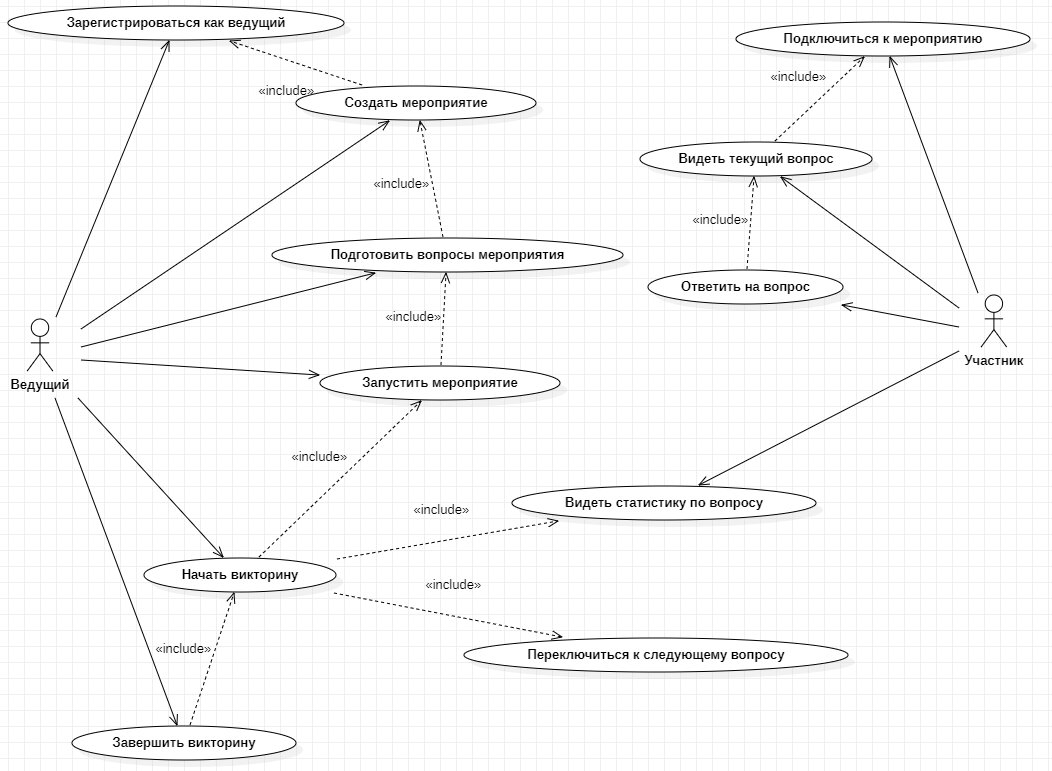 Зарегистрироваться как ведущий
Подключиться к мероприятию
«include»
«include»
Создать мероприятие
Видеть текущий вопрос
«include»
«include»
Подготовить вопросы мероприятия
Ответить на вопрос
«include»
Участник
Ведущий
Запустить мероприятие
«include»
Видеть статистику по вопросу
«include»
Начать викторину
«include»
«include»
Переключиться к следующему вопросу
Завершить викторину